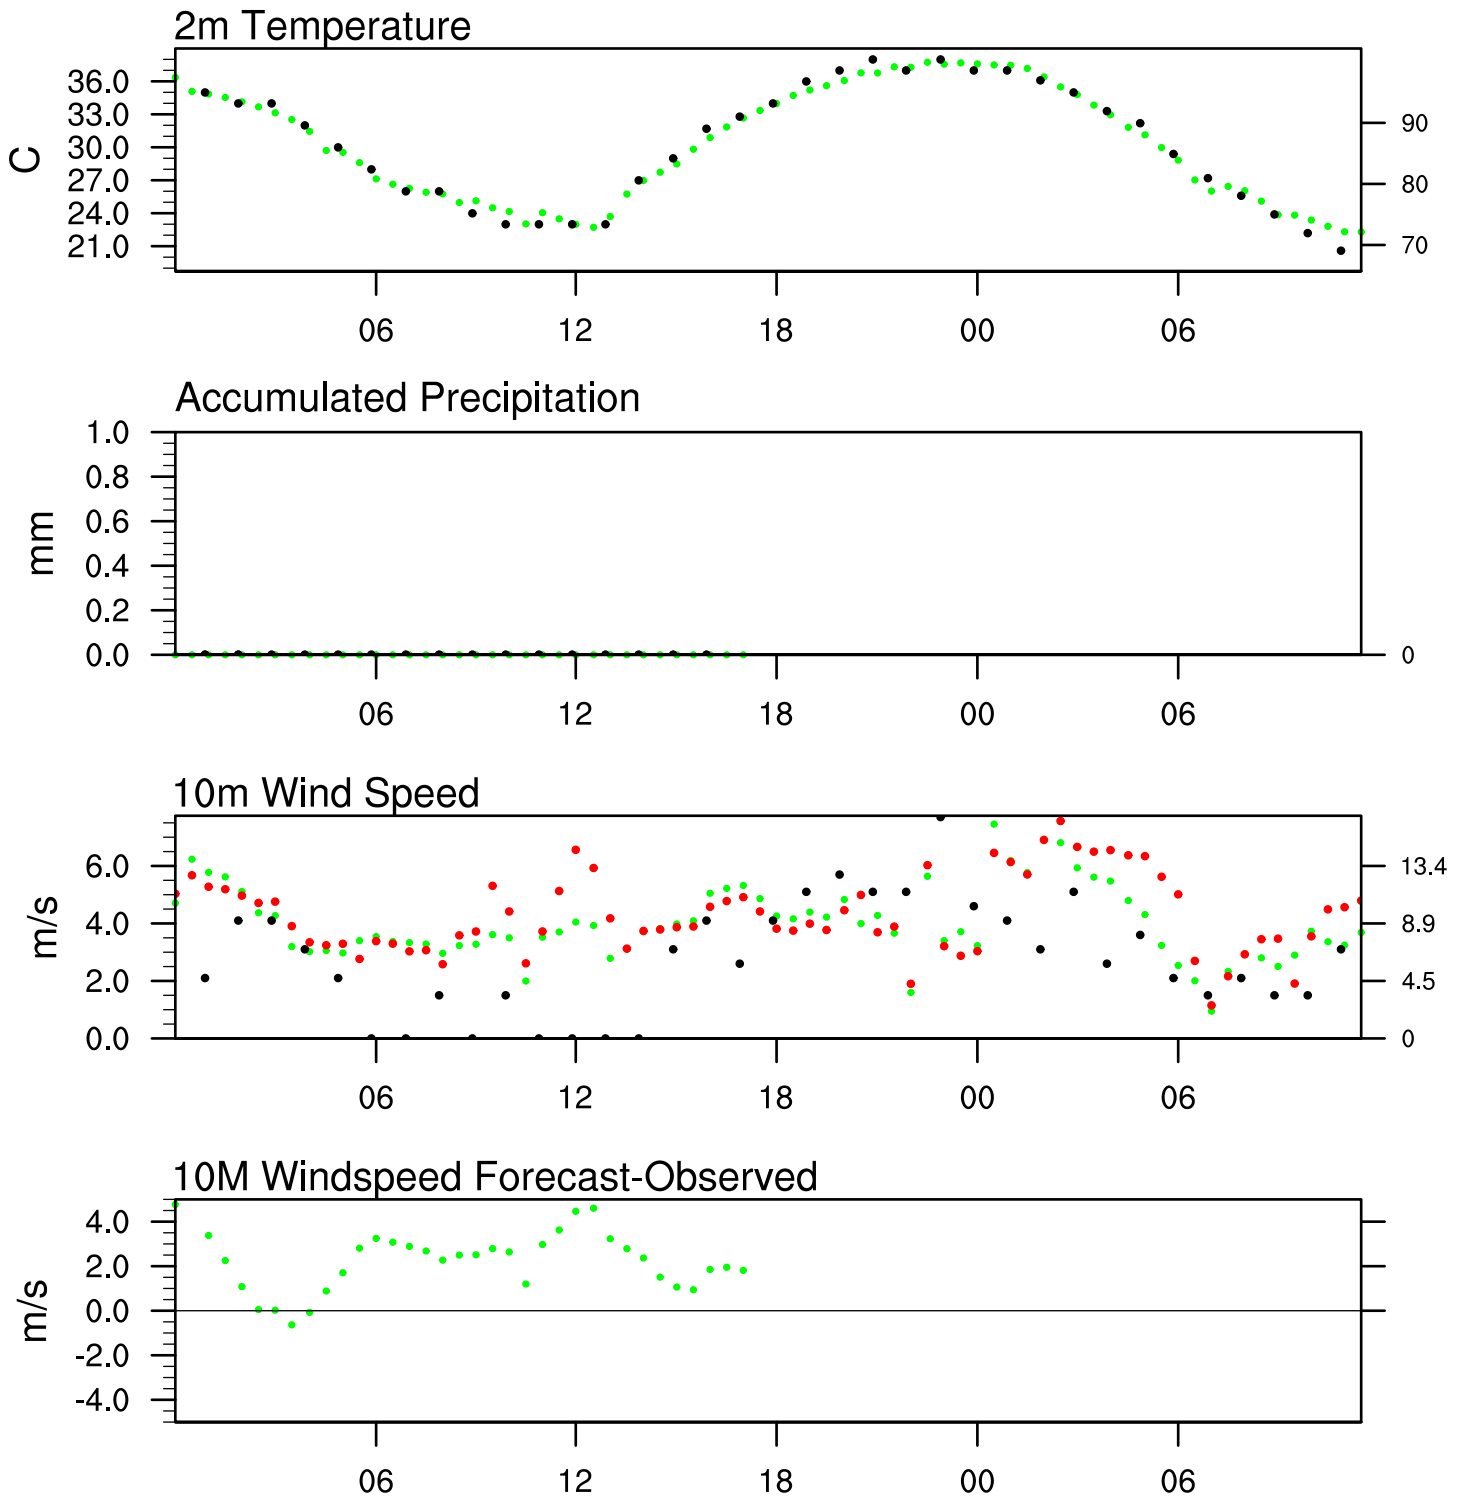 2m Temperature
36.0
33.0
30.0
27.0
24.0
21.0
C
90
80
70
06 12 18 00 06
Accumulated Precipitation
1.0
0.8
0.6
0.4
0.2
0.0
mm
0
06 12 18 00 06
10m Wind Speed
6.0
4.0
2.0
0.0
m/s
13.4
8.9
4.5
0
06 12 18 00 06
10M Windspeed Forecast-Observed
4.0
2.0
0.0
-2.0
-4.0
m/s
06 12 18 00 06